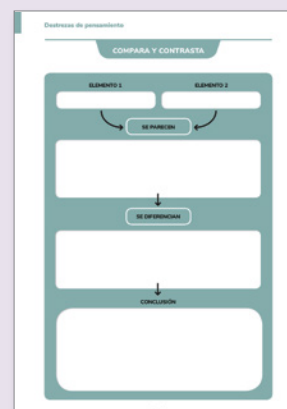 Destrezas de pensamiento
COMPARA Y CONTRASTA
ELEMENTO 1
ELEMENTO 2
SE PARECEN
SE DIFERENCIAN
CONCLUSIÓN